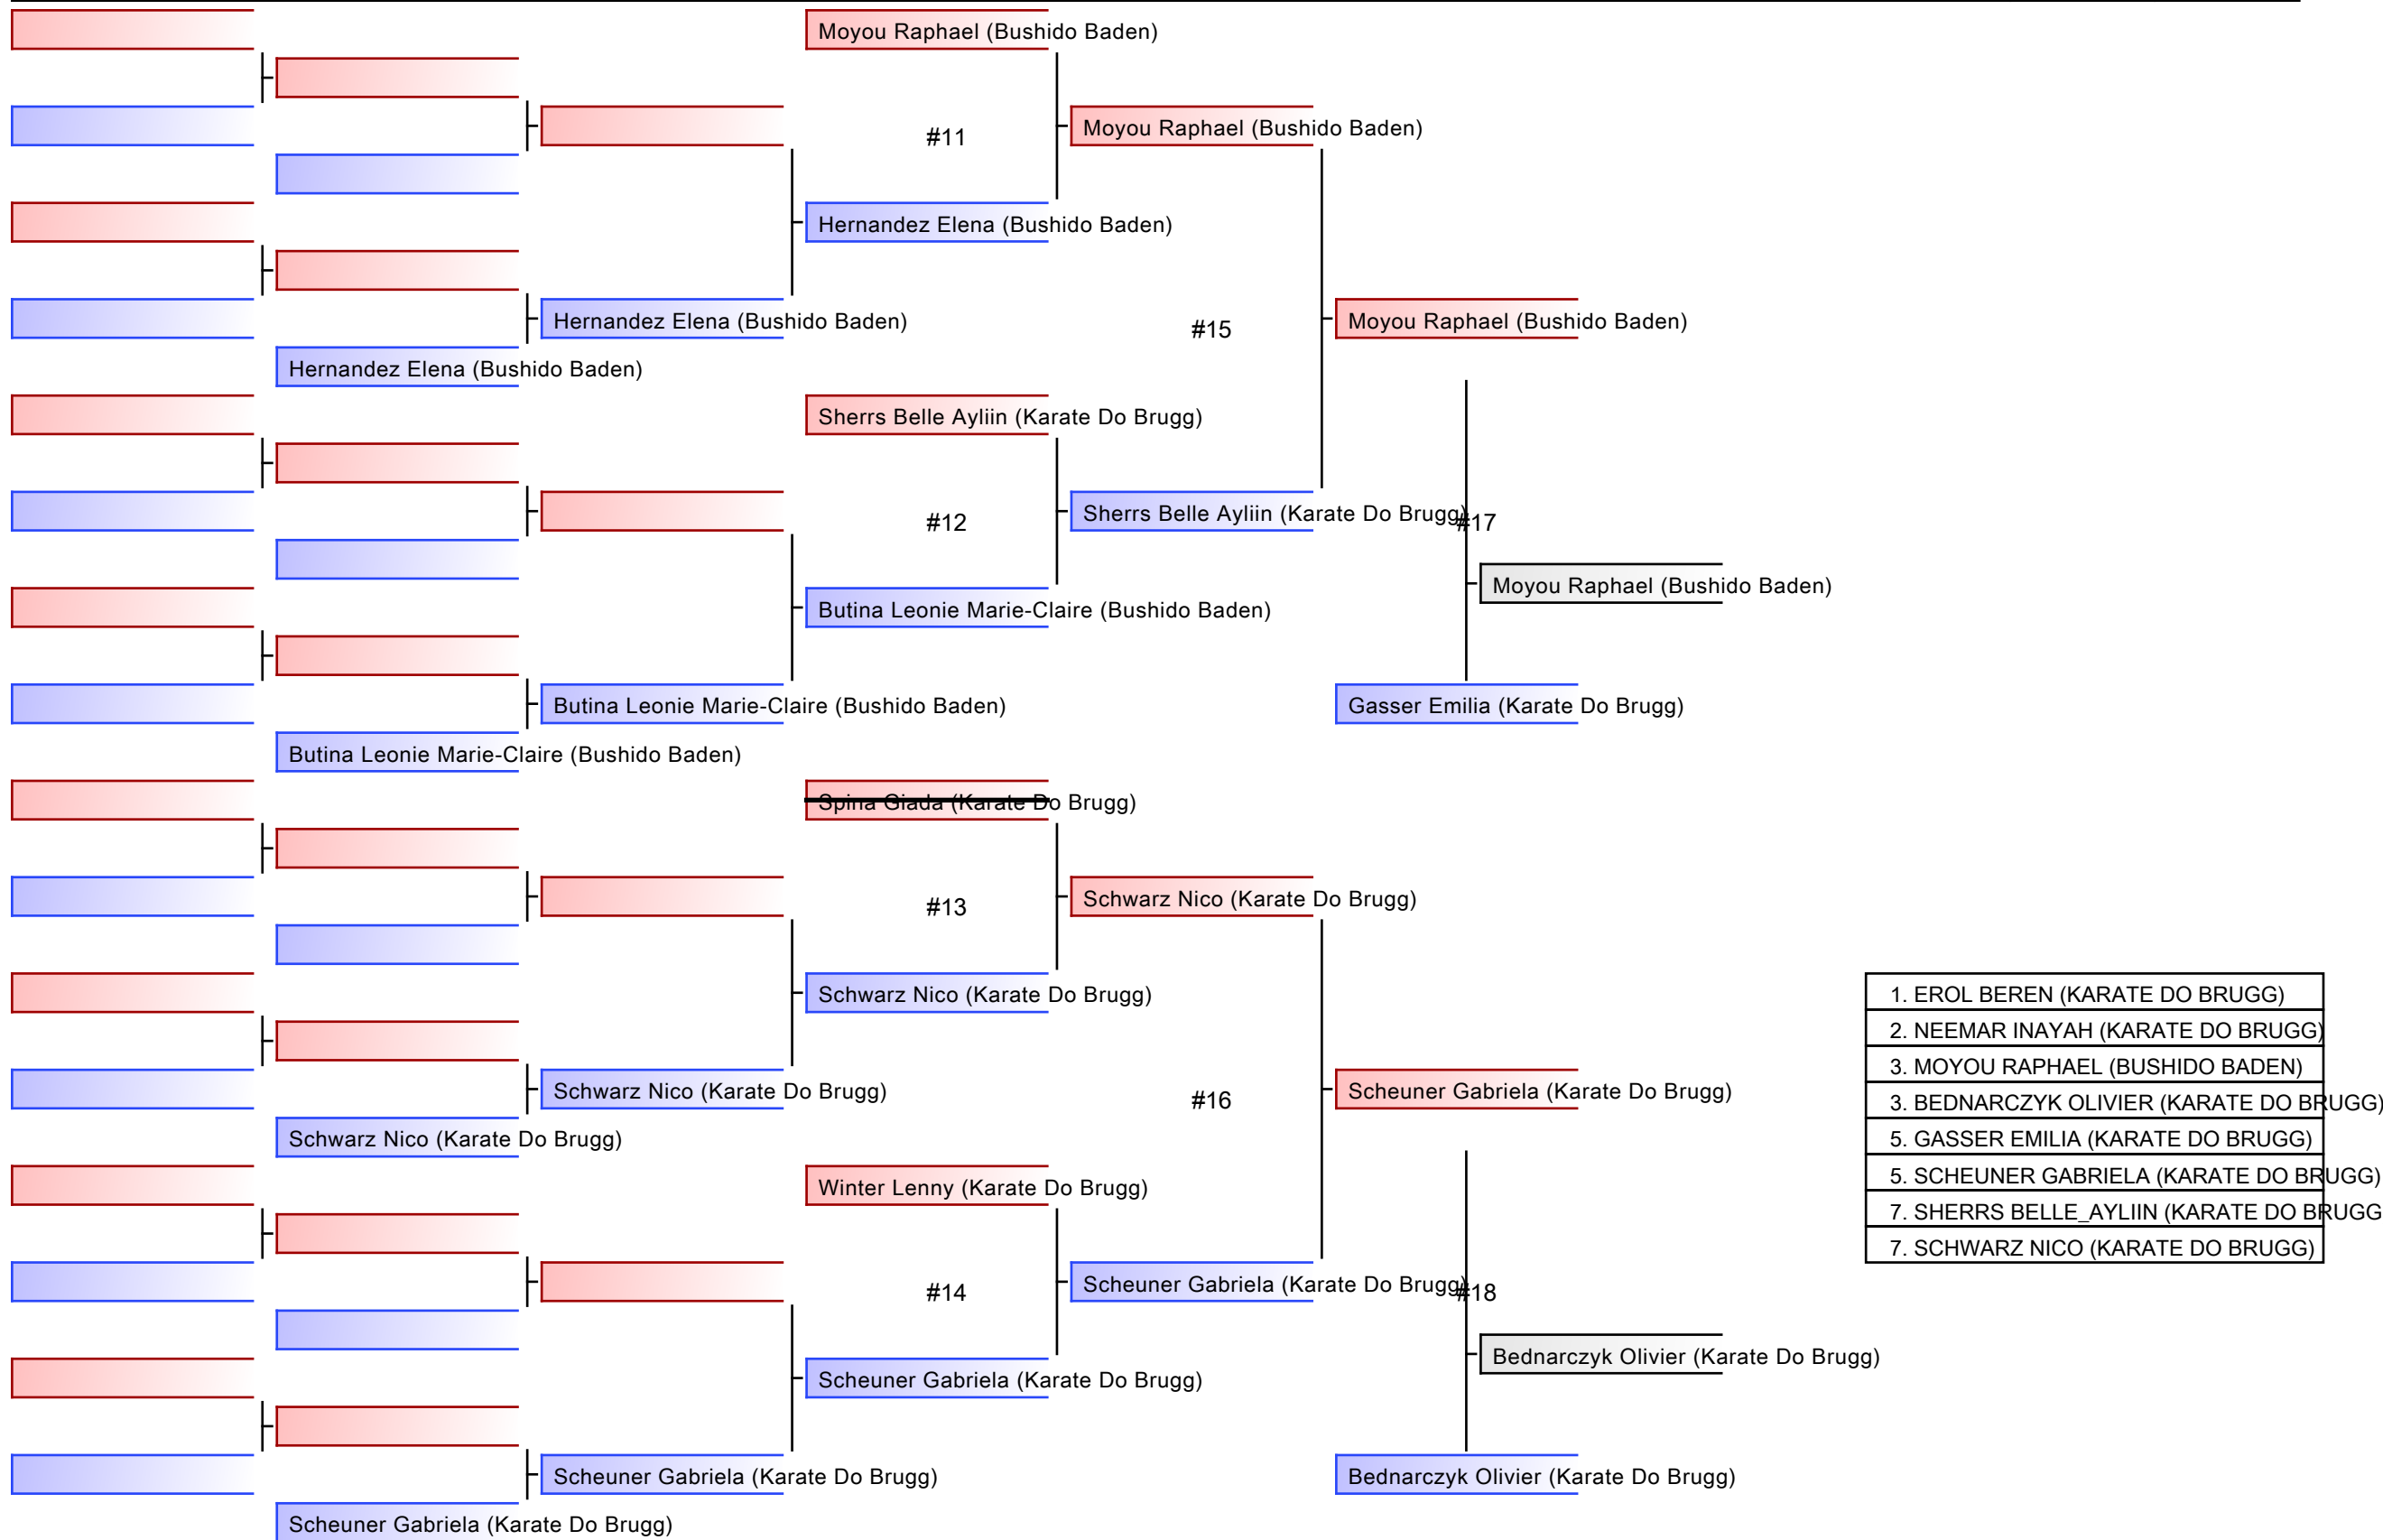 Moyou Raphael (Bushido Baden)
#11
Moyou Raphael (Bushido Baden)
Hernandez Elena (Bushido Baden)
Hernandez Elena (Bushido Baden)
#15
Moyou Raphael (Bushido Baden)
Hernandez Elena (Bushido Baden)
Sherrs Belle Ayliin (Karate Do Brugg)
#12
Sherrs Belle Ayliin (Karate Do Brugg)
#17
Moyou Raphael (Bushido Baden)
Butina Leonie Marie-Claire (Bushido Baden)
Butina Leonie Marie-Claire (Bushido Baden)
Gasser Emilia (Karate Do Brugg)
Butina Leonie Marie-Claire (Bushido Baden)
Spina Giada (Karate Do Brugg)
#13
Schwarz Nico (Karate Do Brugg)
Schwarz Nico (Karate Do Brugg)
Schwarz Nico (Karate Do Brugg)
#16
Scheuner Gabriela (Karate Do Brugg)
Schwarz Nico (Karate Do Brugg)
Winter Lenny (Karate Do Brugg)
#14
Scheuner Gabriela (Karate Do Brugg)
#18
Bednarczyk Olivier (Karate Do Brugg)
Scheuner Gabriela (Karate Do Brugg)
Scheuner Gabriela (Karate Do Brugg)
Bednarczyk Olivier (Karate Do Brugg)
Scheuner Gabriela (Karate Do Brugg)
1. EROL BEREN (KARATE DO BRUGG)
2. NEEMAR INAYAH (KARATE DO BRUGG)
3. MOYOU RAPHAEL (BUSHIDO BADEN)
3. BEDNARCZYK OLIVIER (KARATE DO BRUGG)
5. GASSER EMILIA (KARATE DO BRUGG)
5. SCHEUNER GABRIELA (KARATE DO BRUGG)
7. SHERRS BELLE_AYLIIN (KARATE DO BRUGG
7. SCHWARZ NICO (KARATE DO BRUGG)